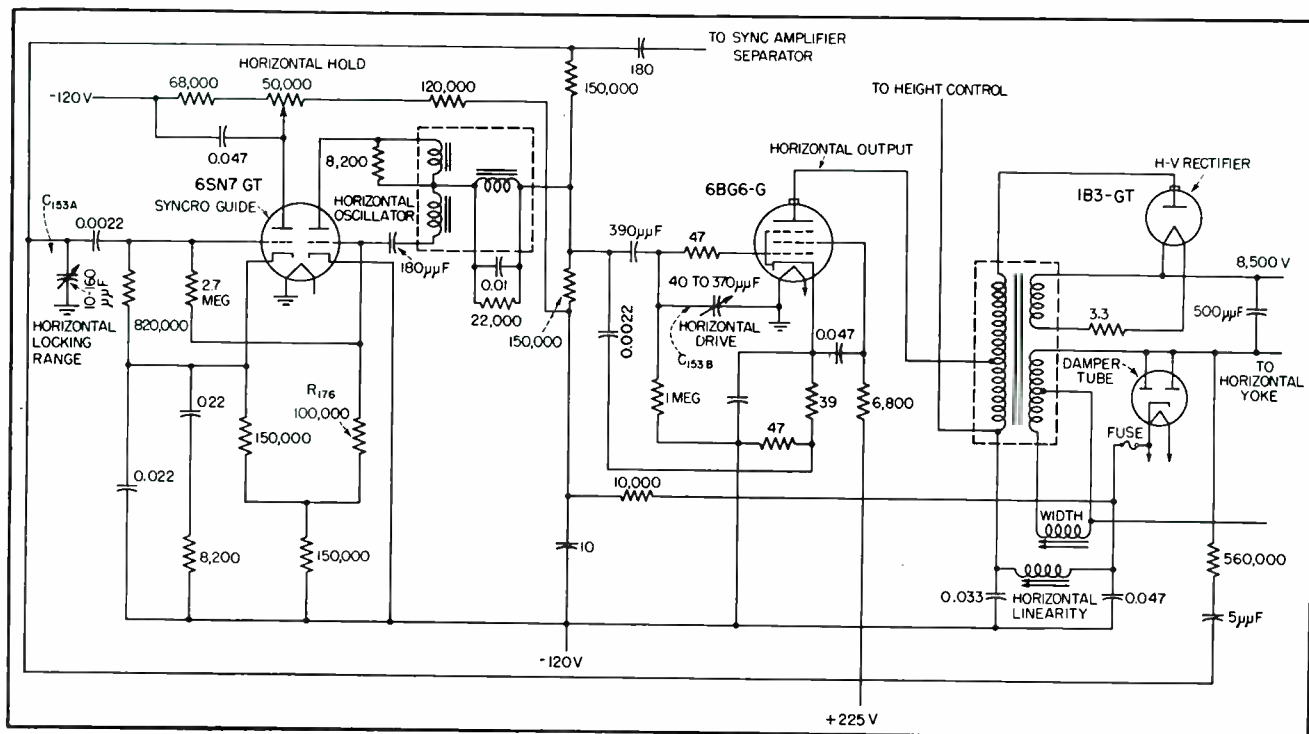 TO SYNC AMPLIFIER
SEPARATOR
180
HORIZONTAL HOLD
68,000
50,000
120,000
150,000
-120V
TO HEIGHT CONTROL
0.047
8,200
HORIZONTAL OUTPUT
H-V RECTIFIER
6SN7 GT
SYNCRO GUIDE
HORIZONTAL
OSCILLATOR
6BG6-G
1B3-GT
C153A
0.0022
390μμF
47
180μμF
10-160
μμF
2.7
MEG
0.01
40 TO 370μμF
8,500 V
HORIZONTAL
LOCKING
RANGE
820,000
22,000
150,000
0.0022
HORIZONTAL
DRIVE
C153B
0.047
3.3
500μμF
DAMPER
TUBE
TO
HORIZONTAL
YOKE
R176
100,000
0.22
150,000
1 MEG
39
6,800
FUSE
47
0.022
10,000
WIDTH
8,200
150,000
10
560,000
0.033
HORIZONTAL
LINEARITY
0.047
5μμF
-120V
+225 V